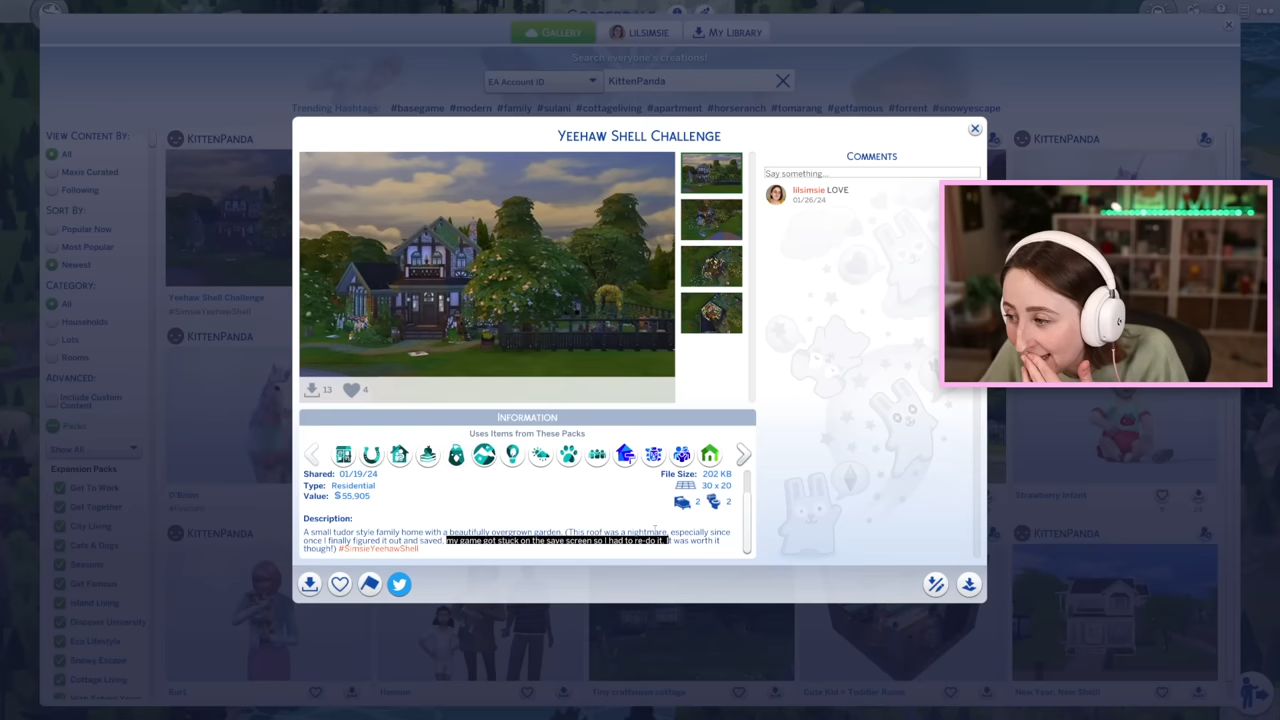 GALLERY
LILSIMSIE
MY LIBRARY
Search everyone's creations!
EA Account ID
KittenPanda
Trending Hashtags: #basegame #modern #family #sulani #cottageliving #apartment #horseranch #tomarang #getfamous #forrent #snowyescape
VIEW CONTENT BY:
All
Maxis Curated
Following
SORT BY:
Popular Now
Most Popular
Newest
CATEGORY:
All
Households
Lots
Rooms
ADVANCED:
Include Custom
Content
Packs
Show All
Expansion Packs
Get To Work
Get Together
City Living
Cats & Dogs
Seasons
Get Famous
Island Living
Discover University
Eco Lifestyle
Snowy Escape
Cottage Living
KITTENPANDA
Yeehaw Shell Challenge
#SimsieYeehawShell
KITTENPANDA
KITTENPANDA
YEEHAW SHELL CHALLENGE
13
4
INFORMATION
Uses Items from These Packs
Shared: 01/19/24
Type: Residential
Value: §55,905
File Size: 202 KB
30 x 20
2
2
Description:
A small tudor style family home with a beautifully overgrown garden. (This roof was a nightmare, especially since
once I finally figured it out and saved, my game got stuck on the save screen so I had to re-do it. It was worth it
though!) #SimsieYeehawShell
COMMENTS
Say something...
lilsimsie LOVE
01/26/24
KITTENPANDA
Strawberry Infant
Tiny craftsman cottage
Cute Kid + Toddler Room
New Year, New Shell!